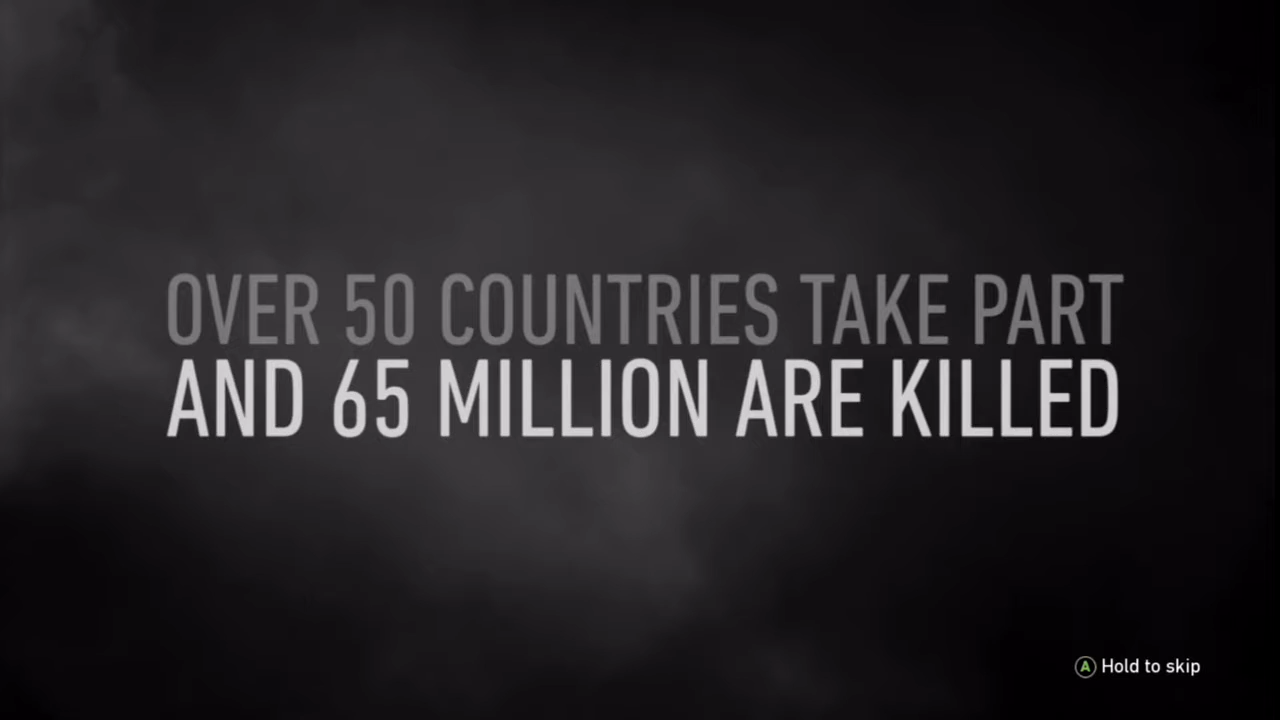 OVER 50 COUNTRIES TAKE PART
AND 65 MILLION ARE KILLED
A Hold to skip